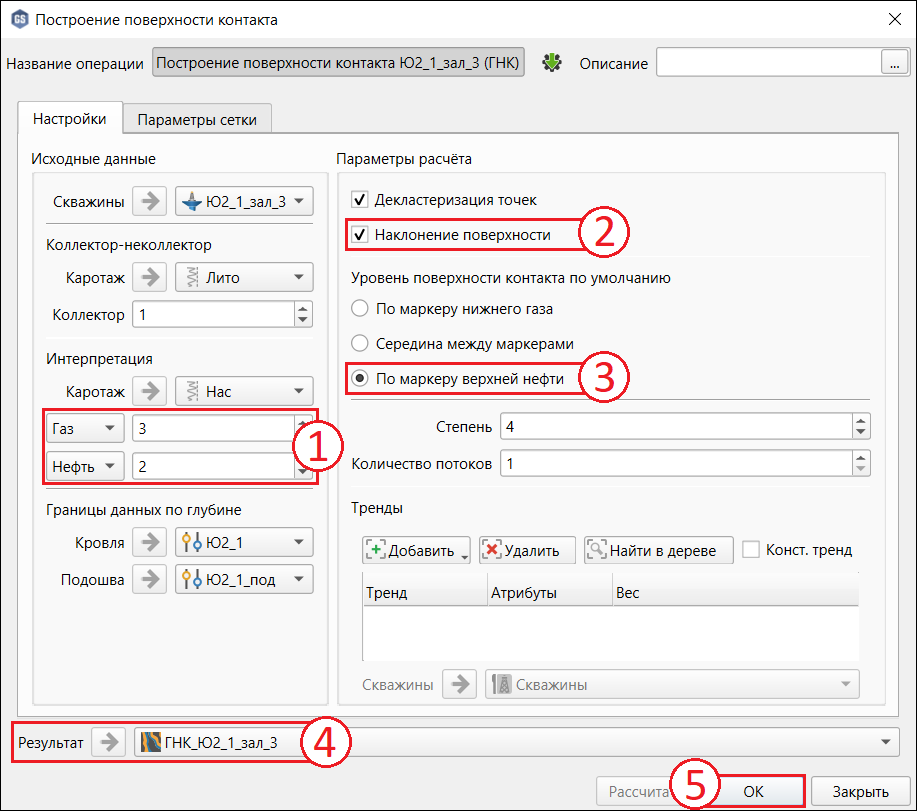 GS Построение поверхности контакта
Название операции Построение поверхности контакта Ю2_1_зал_3 (ГНК) Описание ...
Настройки Параметры сетки
Исходные данные
Скважины Ю2_1_зал_3
Коллектор-неколлектор
Каротаж Лито
Коллектор 1
Интерпретация
Каротаж Нас
Газ 3
1
Нефть 2
Границы данных по глубине
Кровля Ю2_1
Подошва Ю2_1_под
Параметры расчёта
Декластеризация точек
Наклонение поверхности 2
Уровень поверхности контакта по умолчанию
По маркеру нижнего газа
Середина между маркерами
По маркеру верхней нефти 3
Степень 4
Количество потоков 1
Тренды
Добавить Удалить Найти в дереве Конст. тренд
Тренд Атрибуты Вес
Скважины Скважины
Результат ГНК_Ю2_1_зал_3 4
Рассчита 5 ОК Закрыть